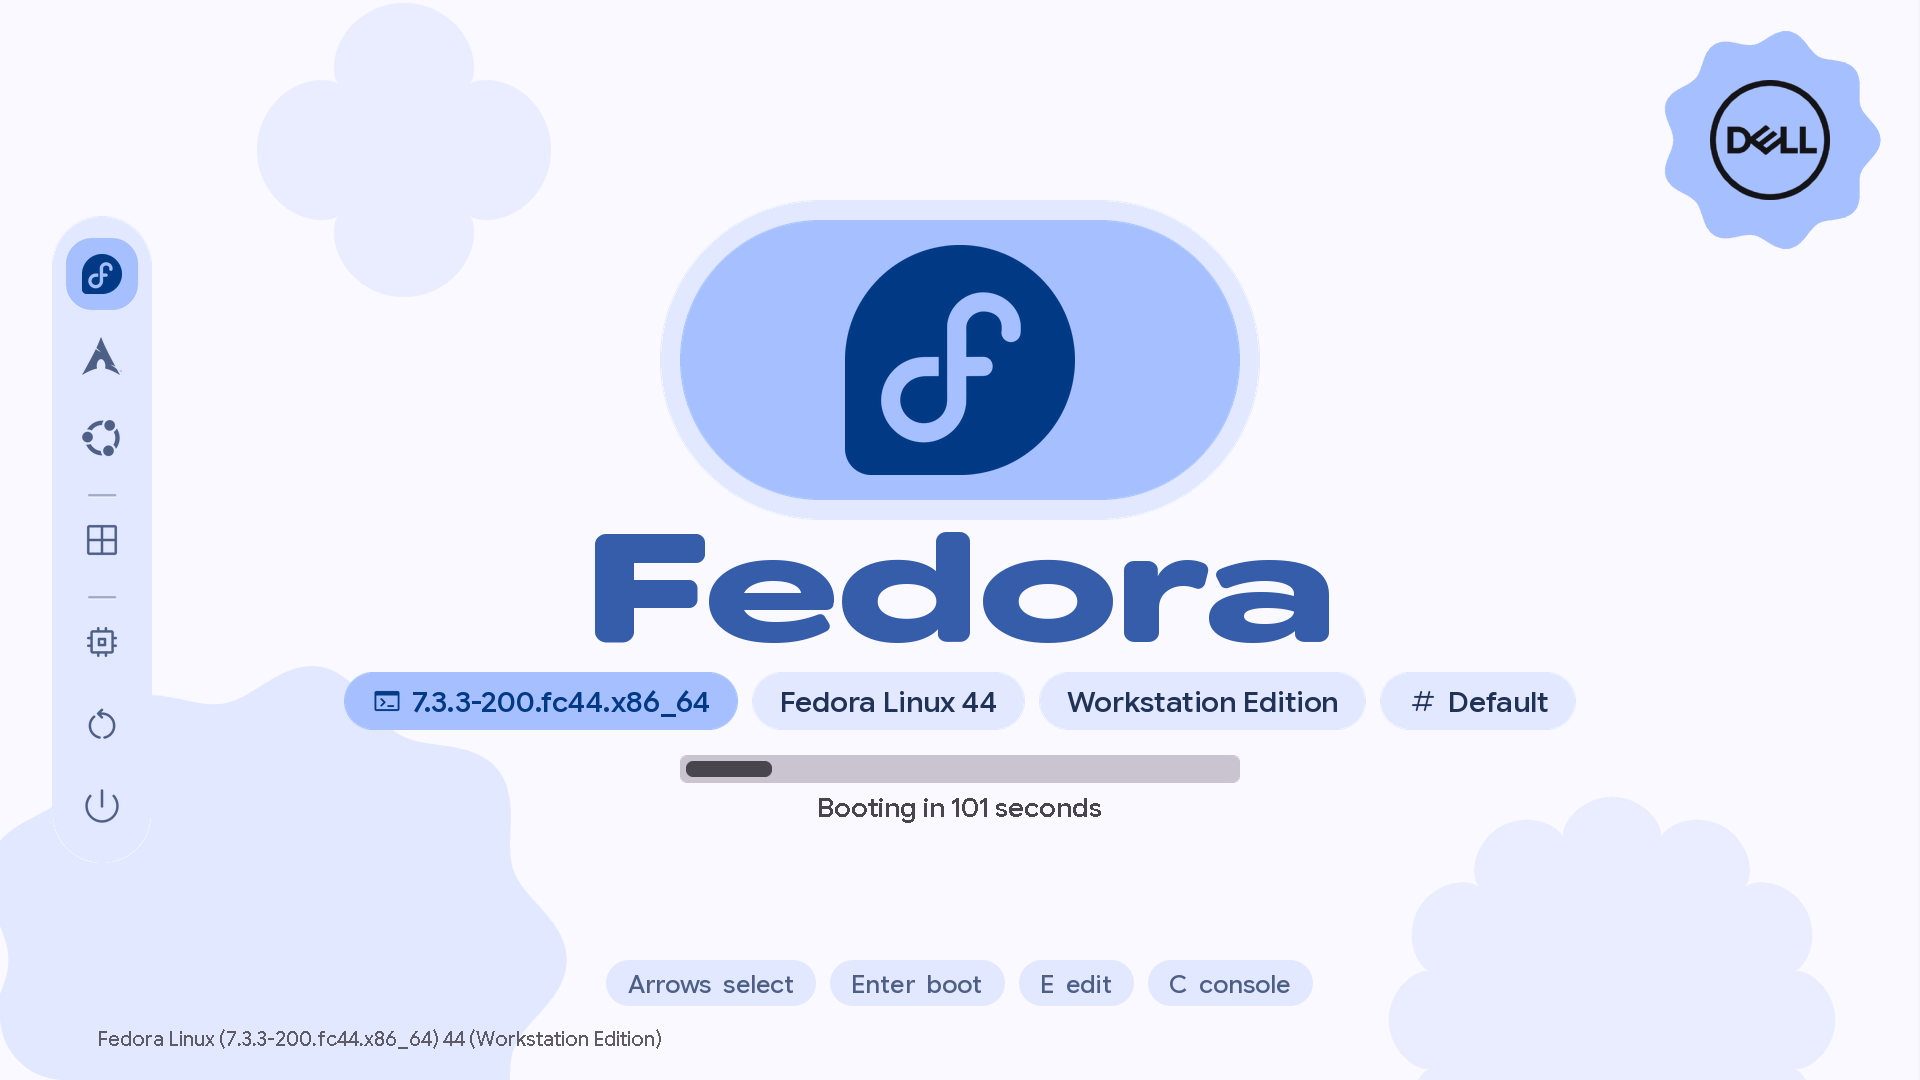 DELL
Fedora
7.3.3-200.fc44.x86_64
Fedora Linux 44
Workstation Edition
# Default
Booting in 101 seconds
Arrows select
Enter boot
E edit
C console
Fedora Linux (7.3.3-200.fc44.x86_64) 44 (Workstation Edition)